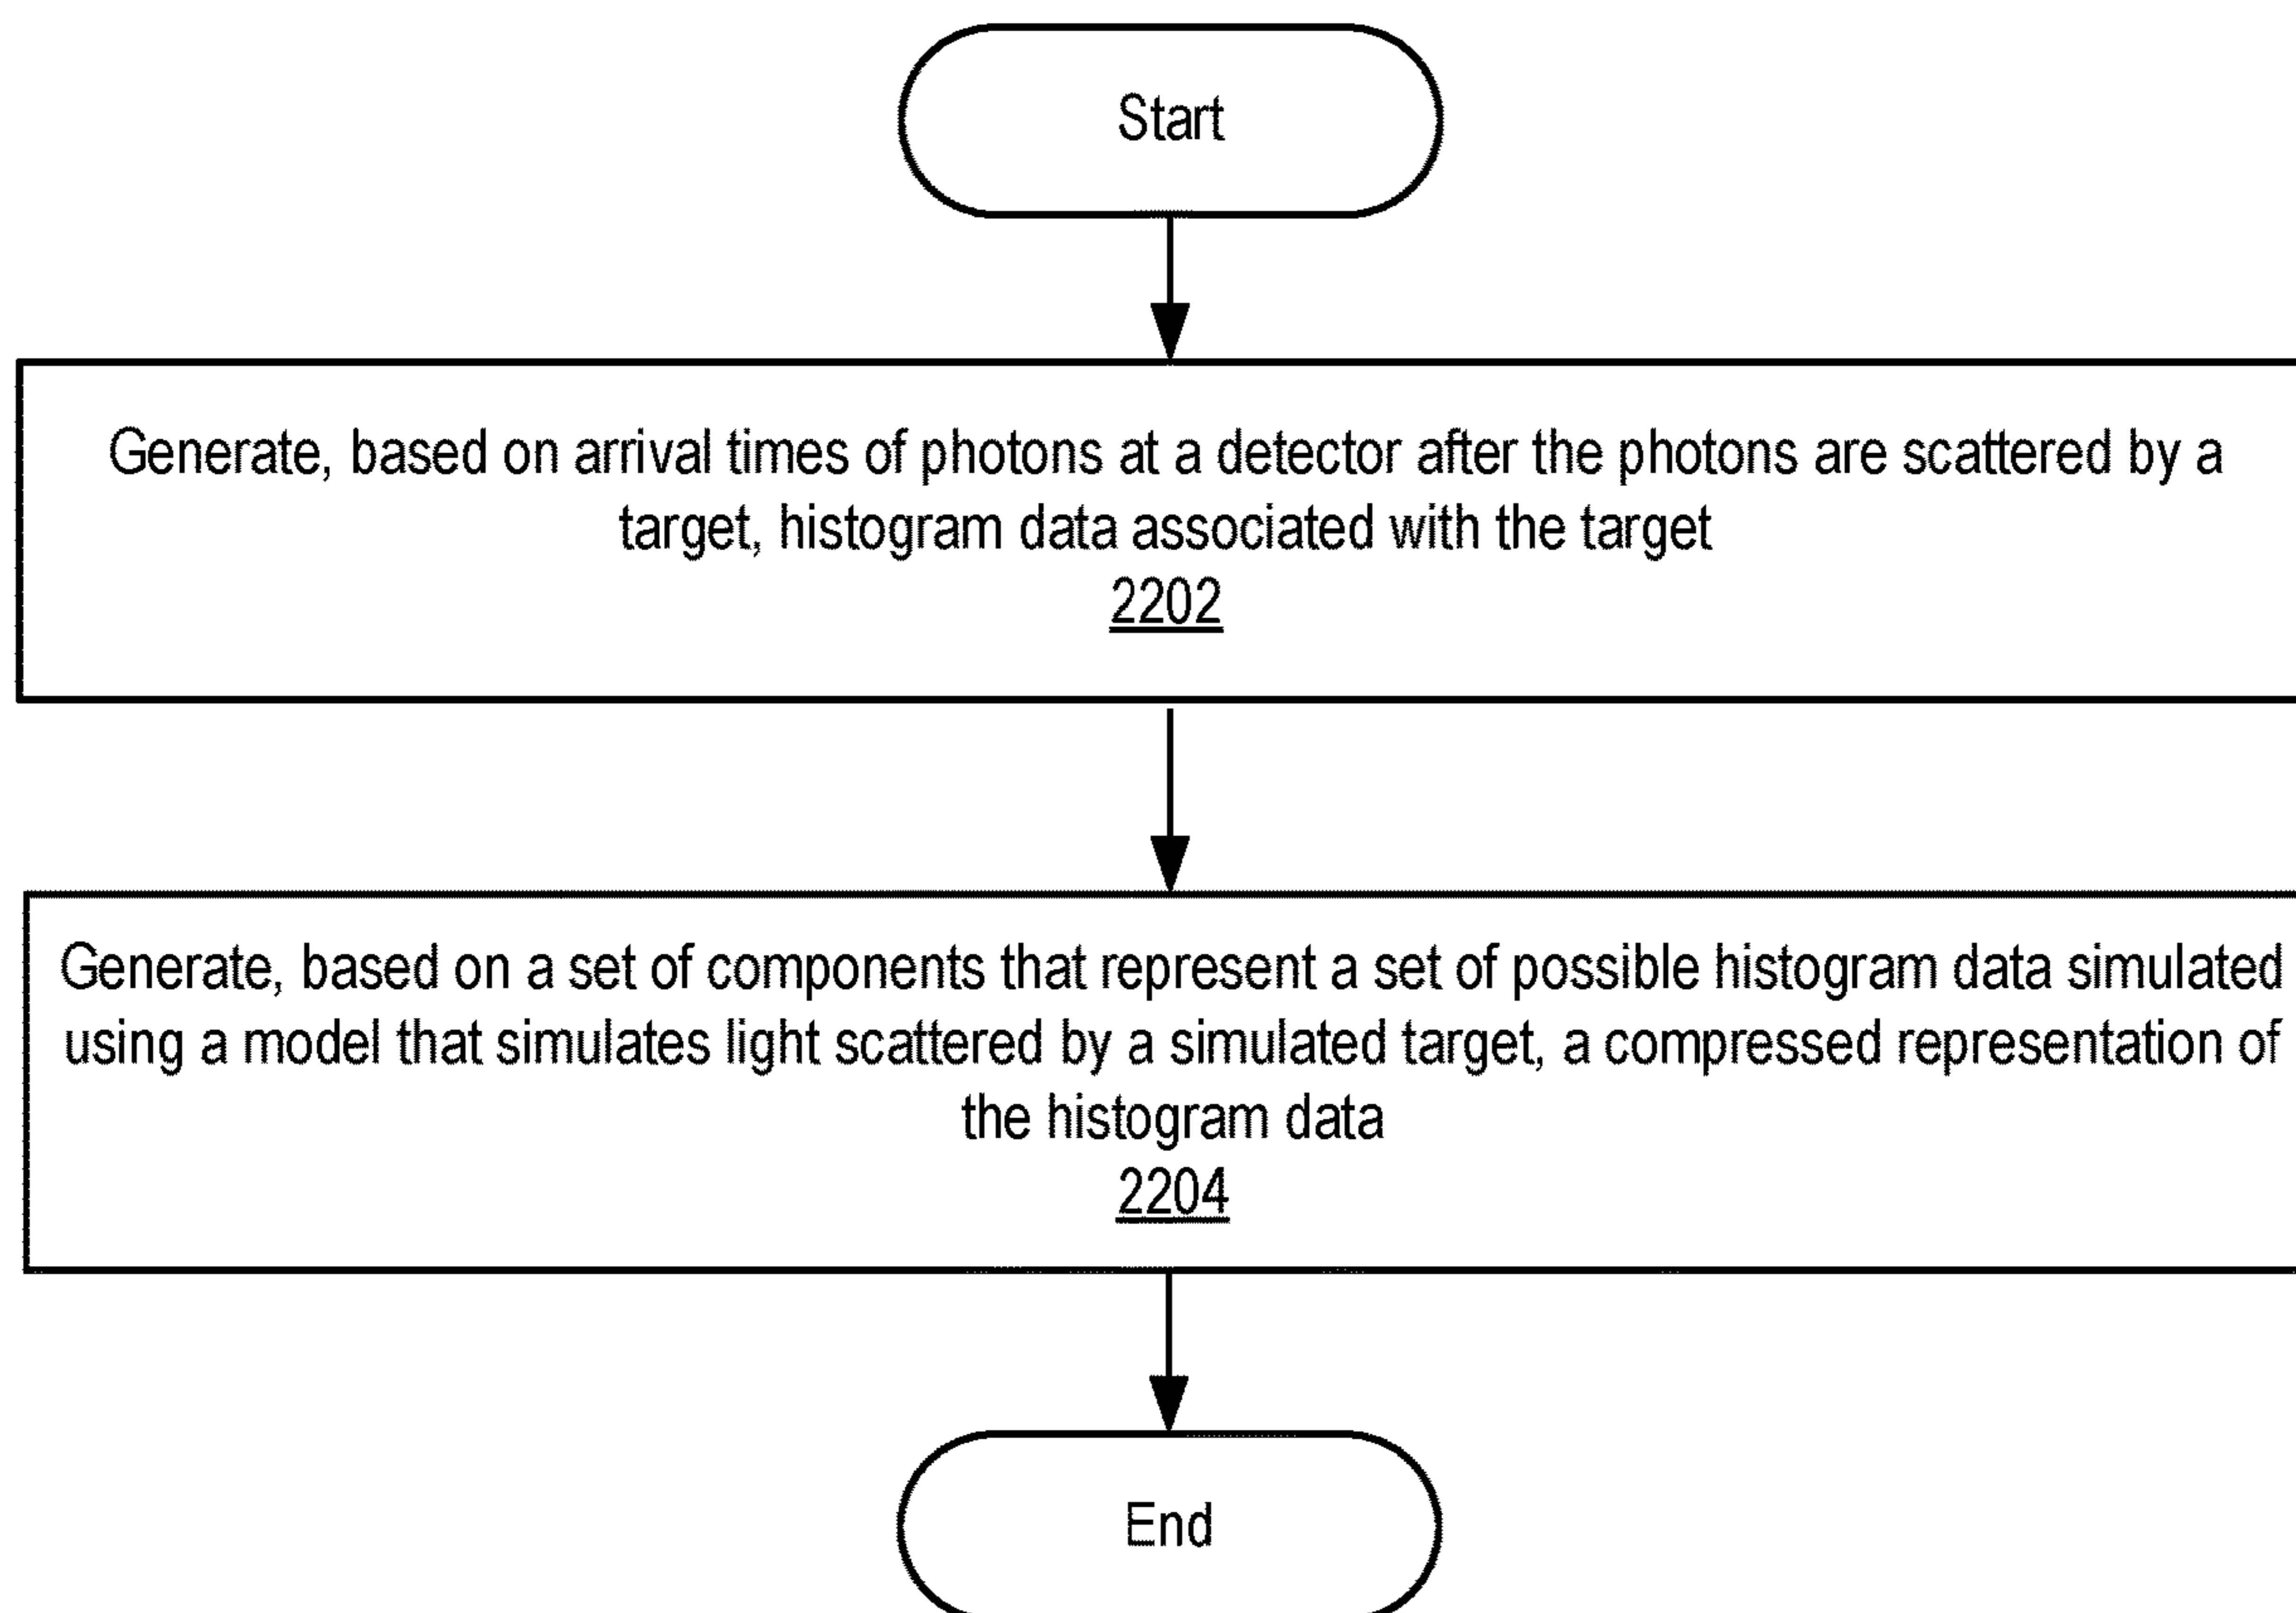 Start
Generate, based on arrival times of photons at a detector after the photons are scattered by a
target, histogram data associated with the target
2202
Generate, based on a set of components that represent a set of possible histogram data simulated
using a model that simulates light scattered by a simulated target, a compressed representation of
the histogram data
2204
End